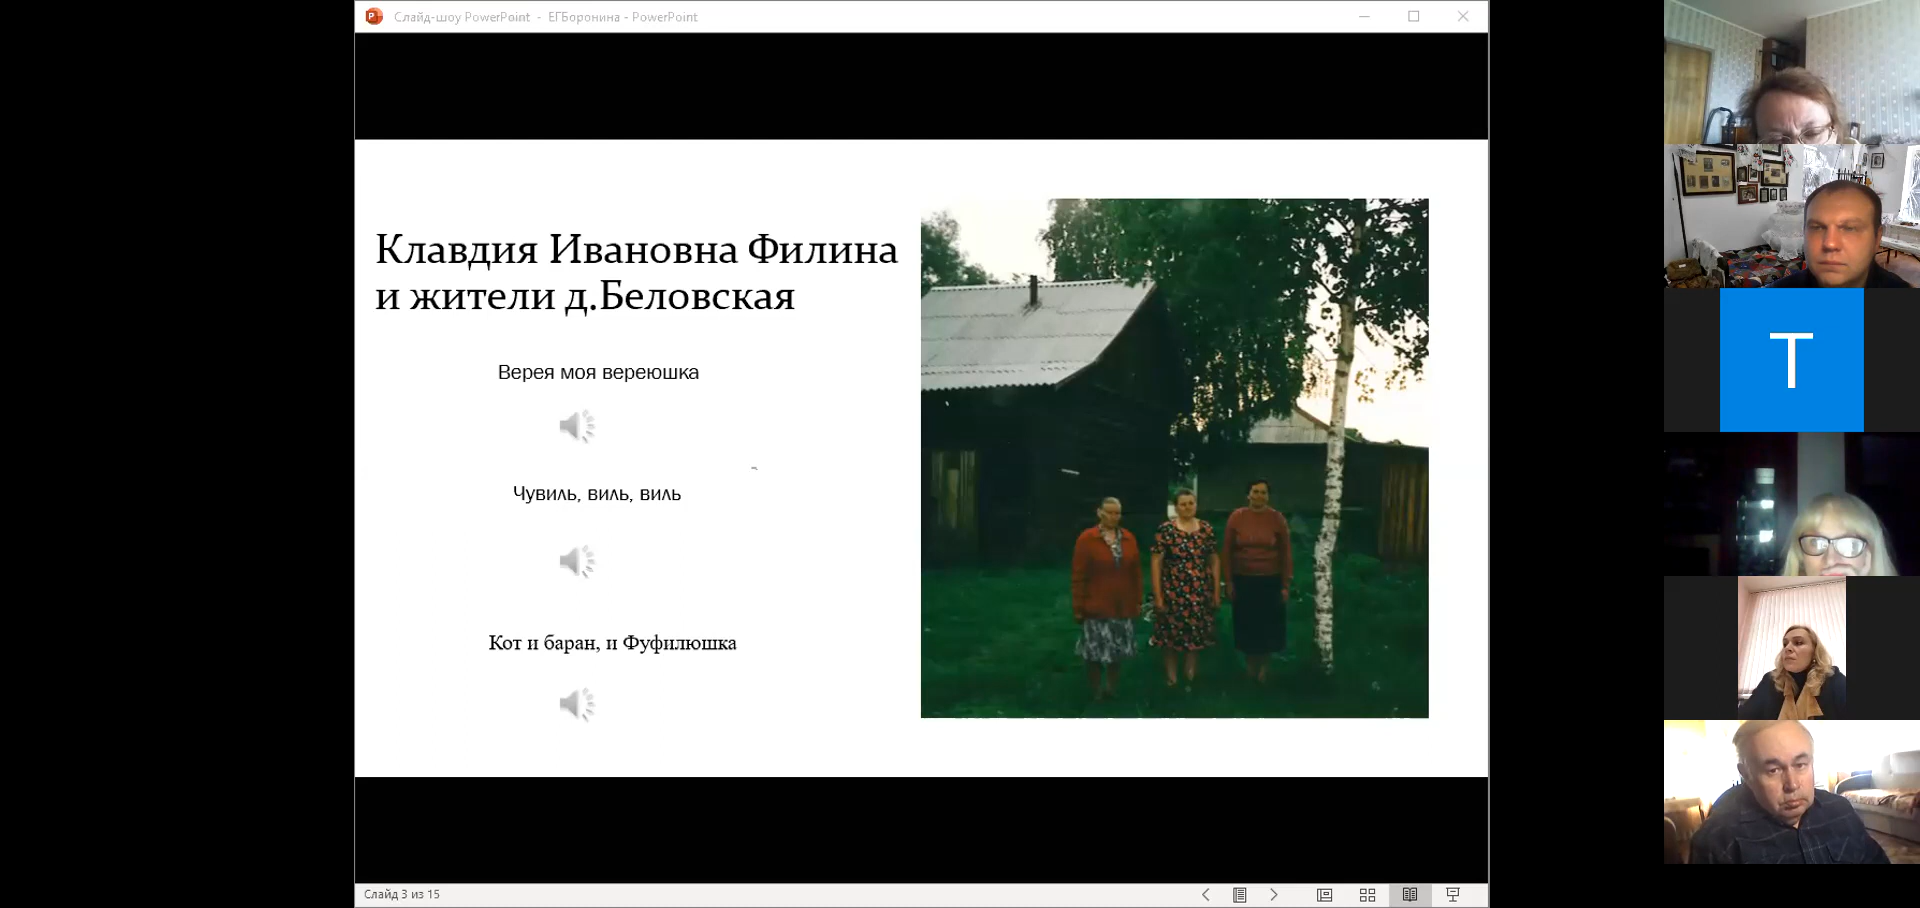 Слайд-шоу PowerPoint - ЕГБоронина - PowerPoint
Клавдия Ивановна Филина
и жители д.Беловская
Верея моя вереюшка
Чувиль, виль, виль
Кот и баран, и Фуфилюшка
Слайд 3 из 15
T